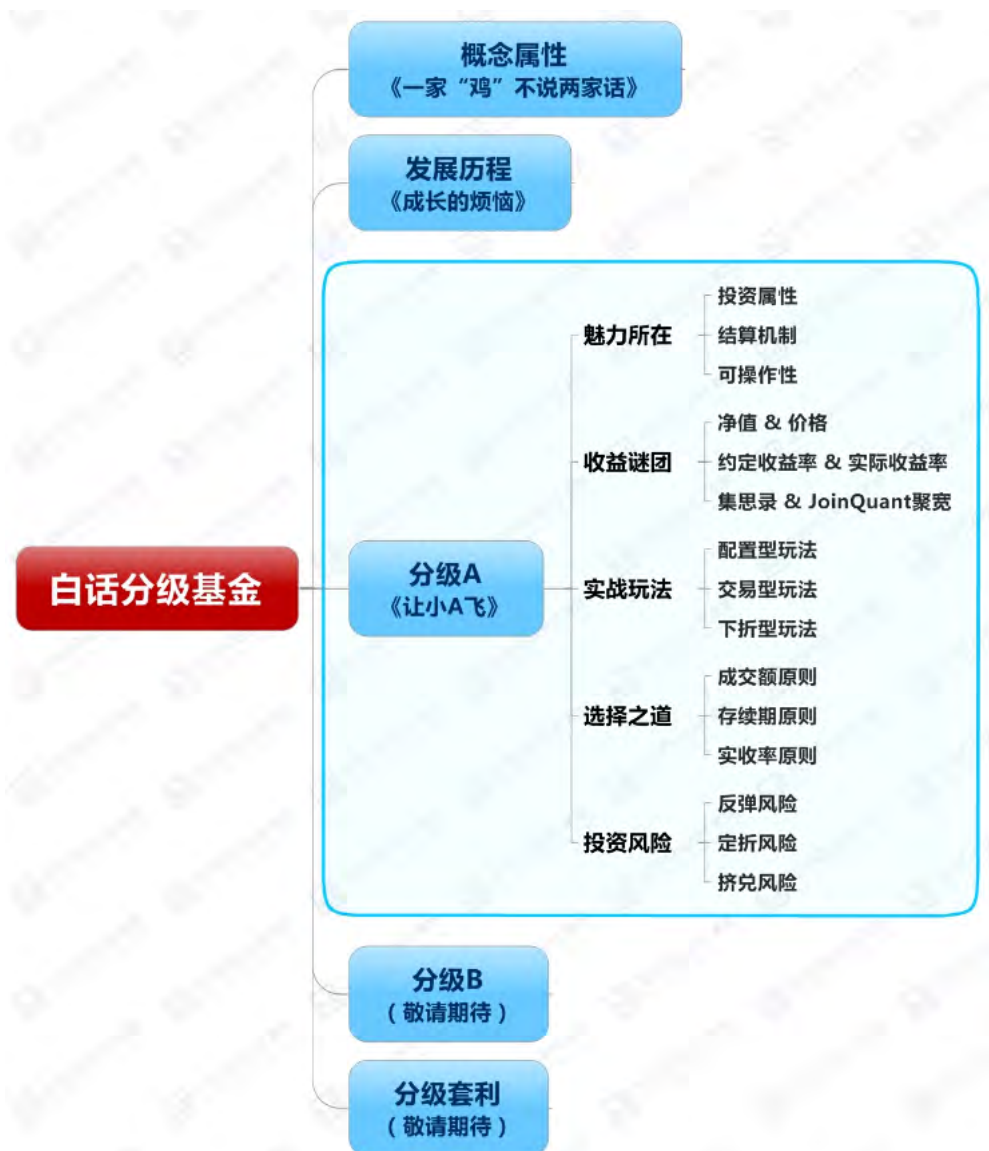 概念属性
《一家“鸡”不说两家话》
发展历程
《成长的烦恼》
白话分级基金
分级A
《让小A飞》
魅力所在
投资属性
结算机制
可操作性
收益谜团
净值 & 价格
约定收益率 & 实际收益率
集思录 & JoinQuant聚宽
实战玩法
配置型玩法
交易型玩法
下折型玩法
选择之道
成交额原则
存续期原则
实收率原则
投资风险
反弹风险
定折风险
挤兑风险
分级B
（敬请期待）
分级套利
（敬请期待）